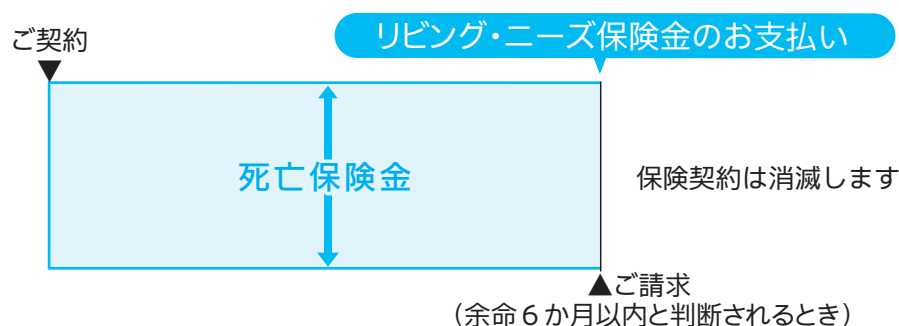 リビング・ニーズ保険金のお支払い
ご契約
▼
死亡保険金
保険契約は消滅します
▲ご請求
（余命6か月以内と判断されるとき）